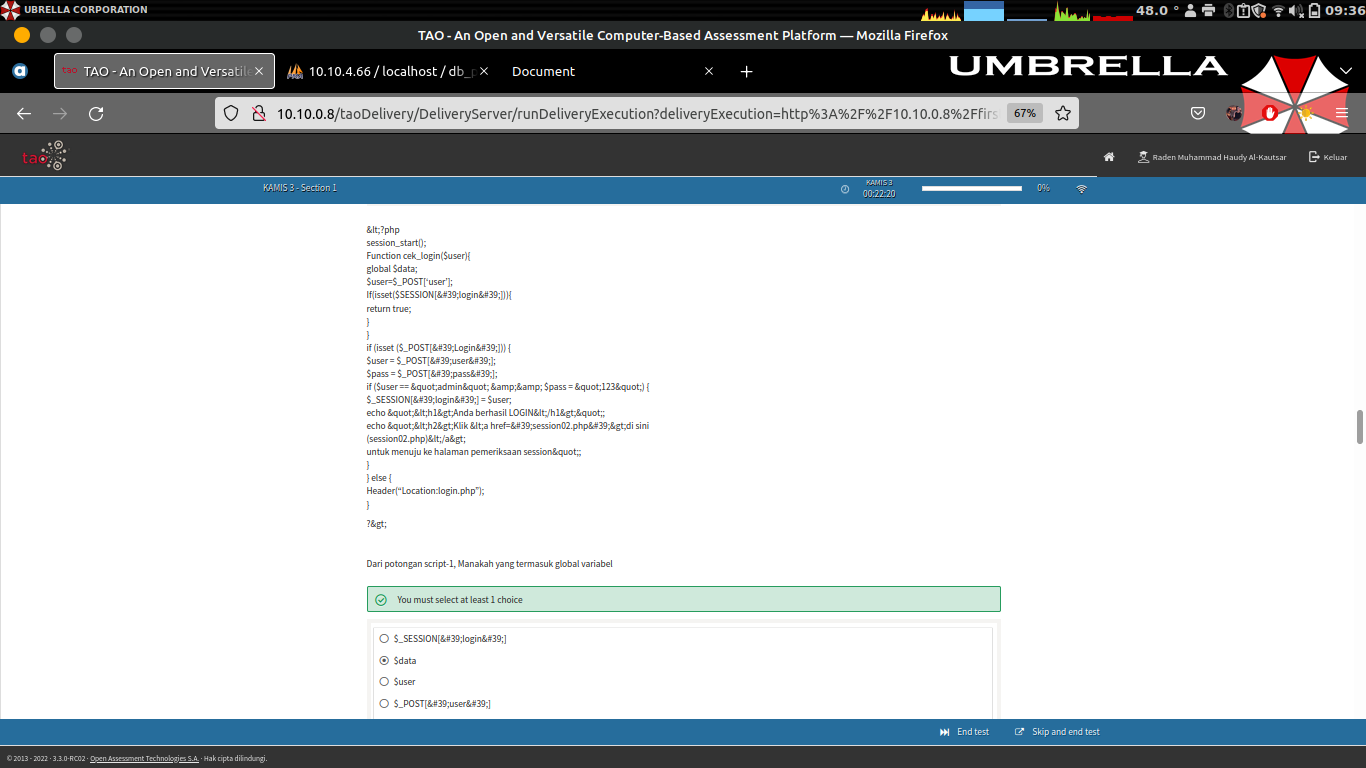 UBRELLA CORPORATION
48.0 °
09:36
TAO - An Open and Versatile Computer-Based Assessment Platform — Mozilla Firefox
TAO - An Open and Versatile
10.10.4.66 / localhost / db_p
Document
UMBRELLA
10.10.0.8/taoDelivery/DeliveryServer/runDeliveryExecution?deliveryExecution=http%3A%2F%2F10.10.0.8%2Ffirs
67%
tao
Raden Muhammad Haudy Al-Kautsar
Keluar
KAMIS 3 - Section 1
KAMIS 3
00:22:20
0%
&lt;?php
session_start();
Function cek_login($user){
global $data;
$user=$_POST['user'];
If(isset($SESSION[&#39;login&#39;])){
return true;
}
}
if (isset ($_POST[&#39;Login&#39;])) {
$user = $_POST[&#39;user&#39;];
$pass = $_POST[&#39;pass&#39;];
if ($user == &quot;admin&quot; &amp;&amp; $pass = &quot;123&quot;) {
$_SESSION[&#39;login&#39;] = $user;
echo &quot;&lt;h1&gt;Anda berhasil LOGIN&lt;/h1&gt;&quot;;
echo &quot;&lt;h2&gt;Klik &lt;a href=&#39;session02.php&#39;&gt;di sini
(session02.php)&lt;/a&gt;
untuk menuju ke halaman pemeriksaan session&quot;;
}
} else {
Header(“Location:login.php”);
}
?&gt;
Dari potongan script-1, Manakah yang termasuk global variabel
You must select at least 1 choice
$_SESSION[&#39;login&#39;]
$data
$user
$_POST[&#39;user&#39;]
End test
Skip and end test
© 2013 - 2022 · 3.3.0-RC02 · Open Assessment Technologies S.A. · Hak cipta dilindungi.